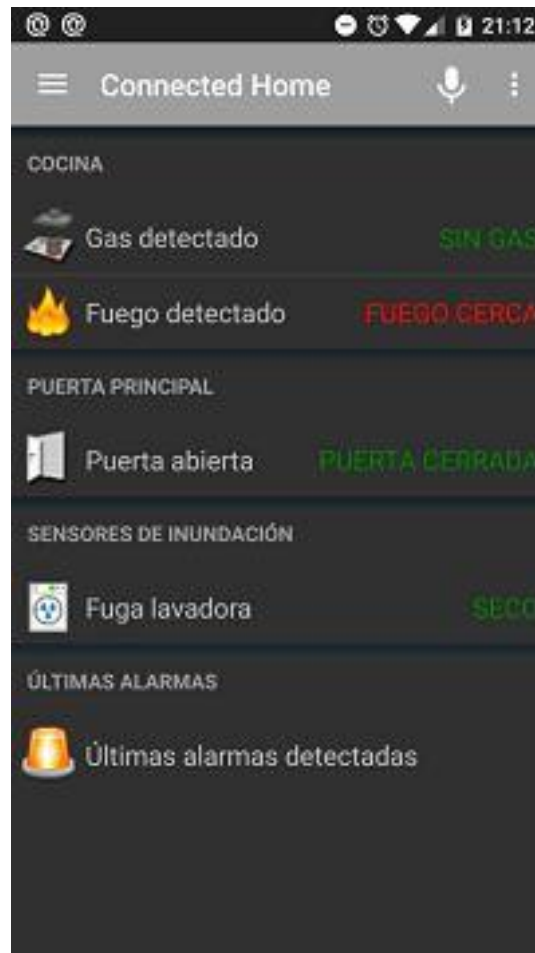 21:12
Connected Home
COCINA
Gas detectado SIN GAS
Fuego detectado FUEGO CERCA
PUERTA PRINCIPAL
Puerta abierta PUERTA CERRADA
SENSORES DE INUNDACIÓN
Fuga lavadora SECO
ÚLTIMAS ALARMAS
Últimas alarmas detectadas